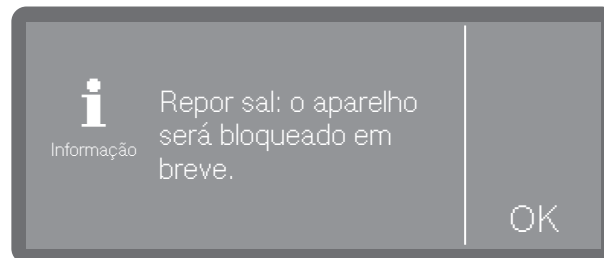 Repor sal: o aparelho
será bloqueado em
breve.
Informação
OK